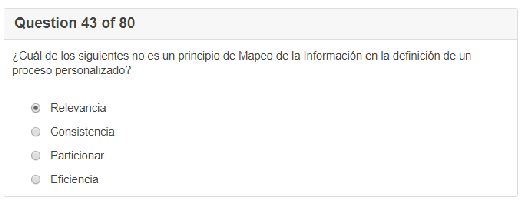 Question 43 of 80
¿Cuál de los siguientes no es un principio de Mapeo de la Información en la definición de un
proceso personalizado?
Relevancia
Consistencia
Particionar
Eficiencia